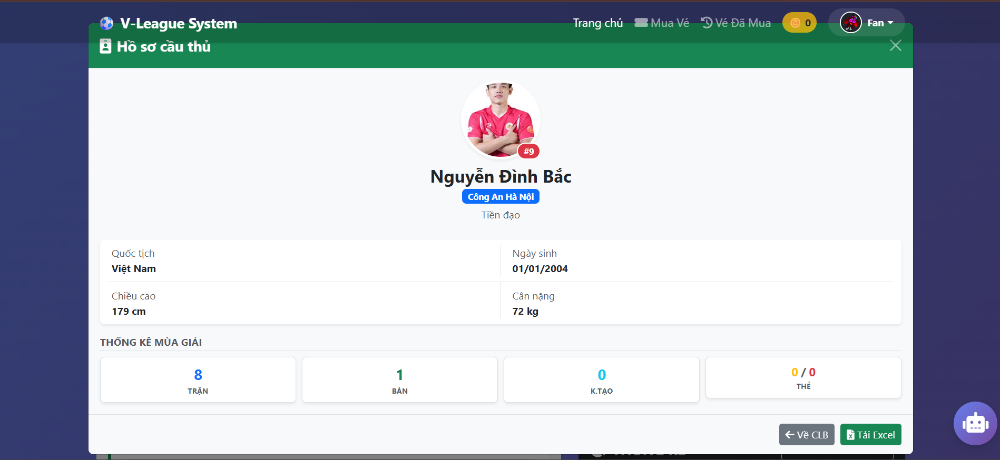 V-League System
Trang chủ
Mua Vé
Vé Đã Mua
0
Fan
Hồ sơ cầu thủ
#9
Nguyễn Đình Bắc
Công An Hà Nội
Tiền đạo
Quốc tịch
Việt Nam
Ngày sinh
01/01/2004
Chiều cao
179 cm
Cân nặng
72 kg
THỐNG KÊ MÙA GIẢI
8
TRẬN
1
BÀN
0
K.TẠO
0 / 0
THẺ
Về CLB
Tải Excel